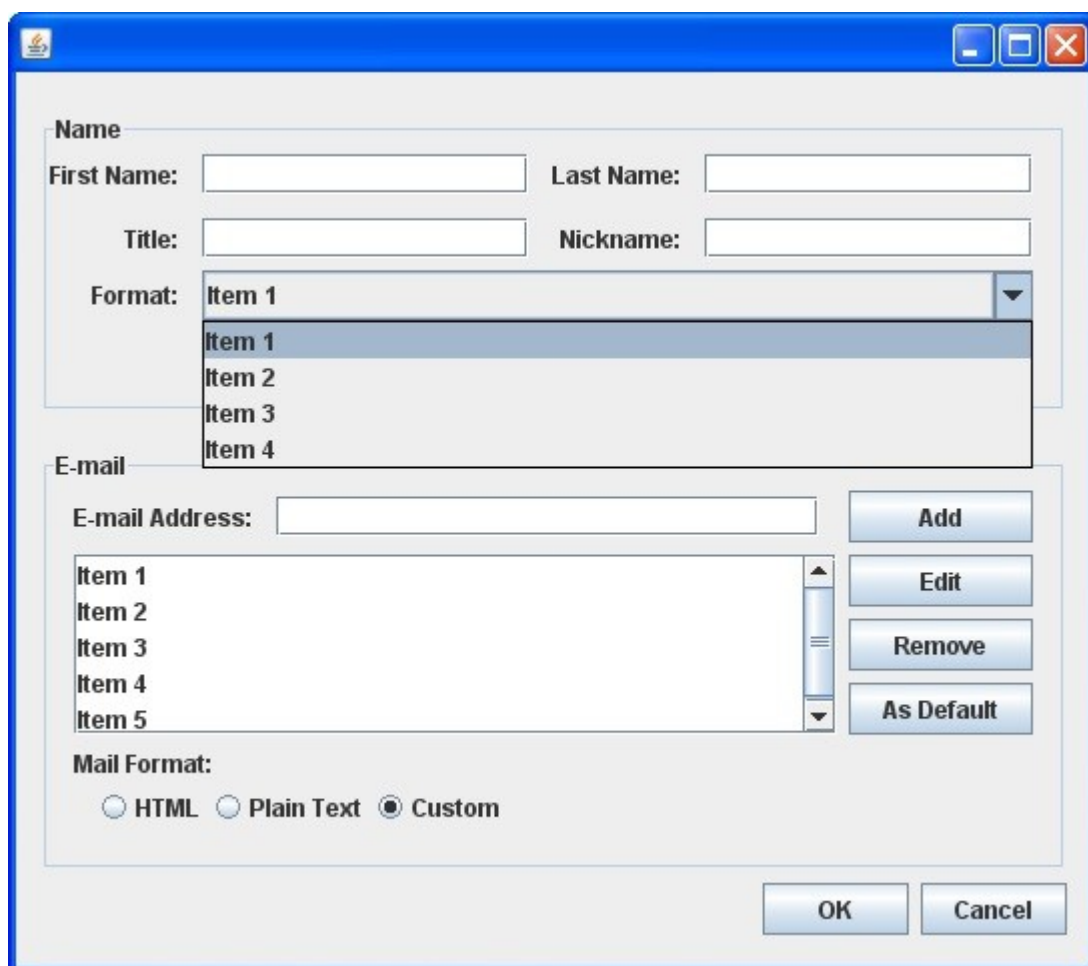 Name
First Name: Last Name:
Title: Nickname:
Format: Item 1
Item 1
Item 2
Item 3
Item 4
E-mail
E-mail Address: Add
Item 1
Edit
Item 2
Item 3 Remove
Item 4
Item 5 As Default
Mail Format:
HTML Plain Text Custom
OK Cancel